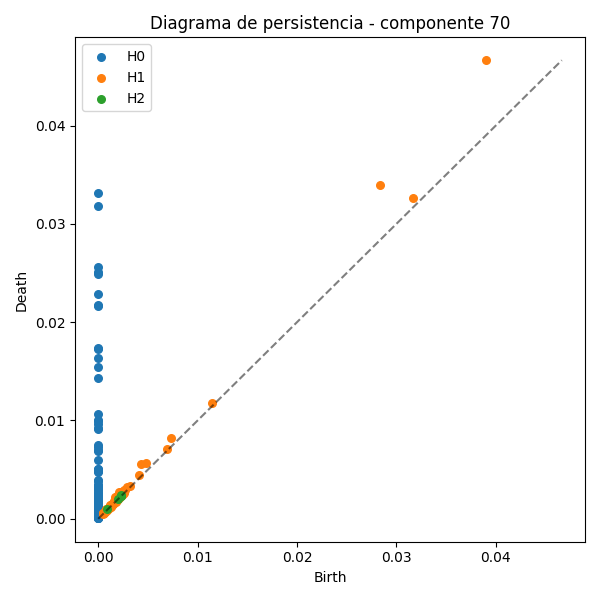 Diagrama de persistencia - componente 70
H0
H1
H2
Death
0.04
0.03
0.02
0.01
0.00
0.00 0.01 0.02 0.03 0.04
Birth